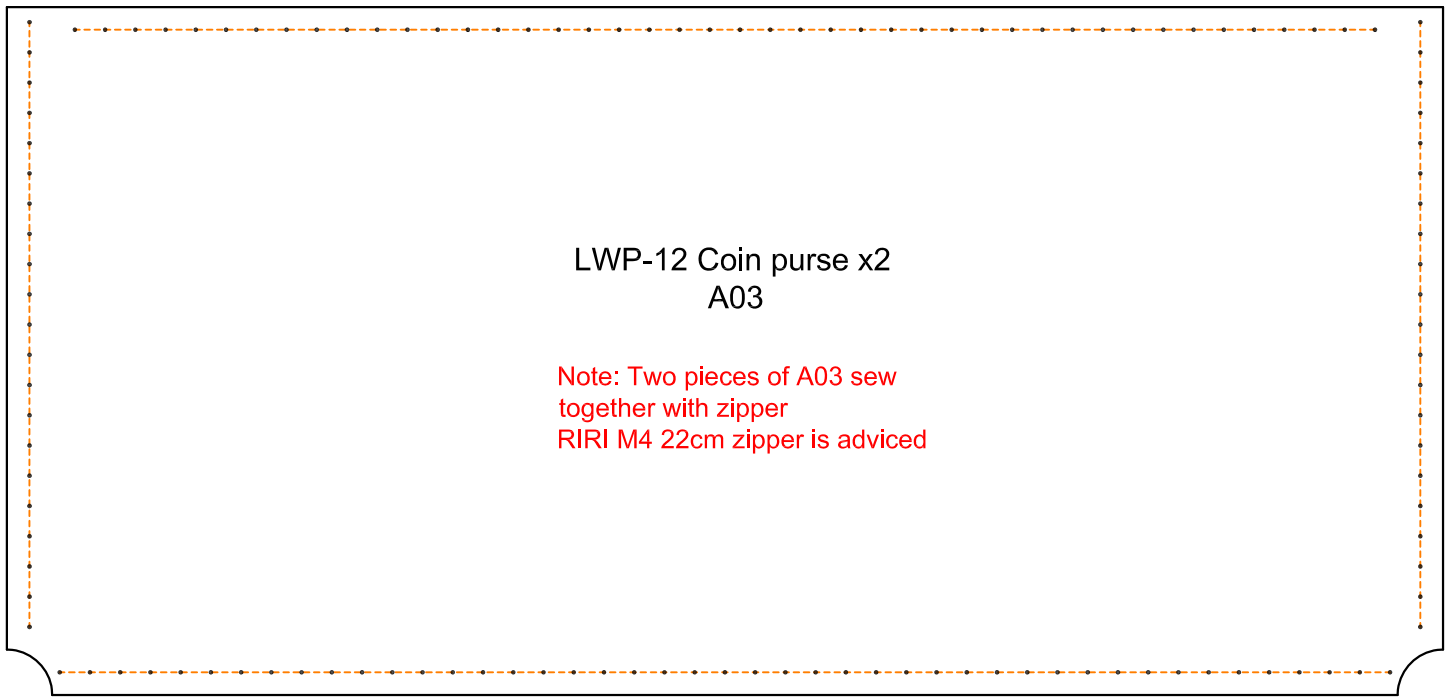 LWP-12 Coin purse x2
A03
Note: Two pieces of A03 sew
together with zipper
RIRI M4 22cm zipper is adviced